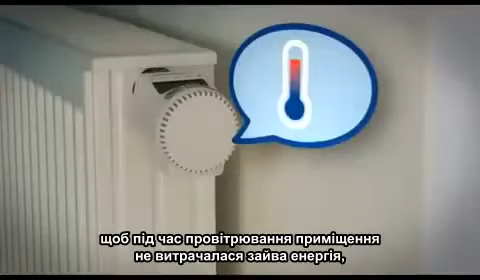 щоб під час провітрювання приміщення
не витрачалася зайва енергія,